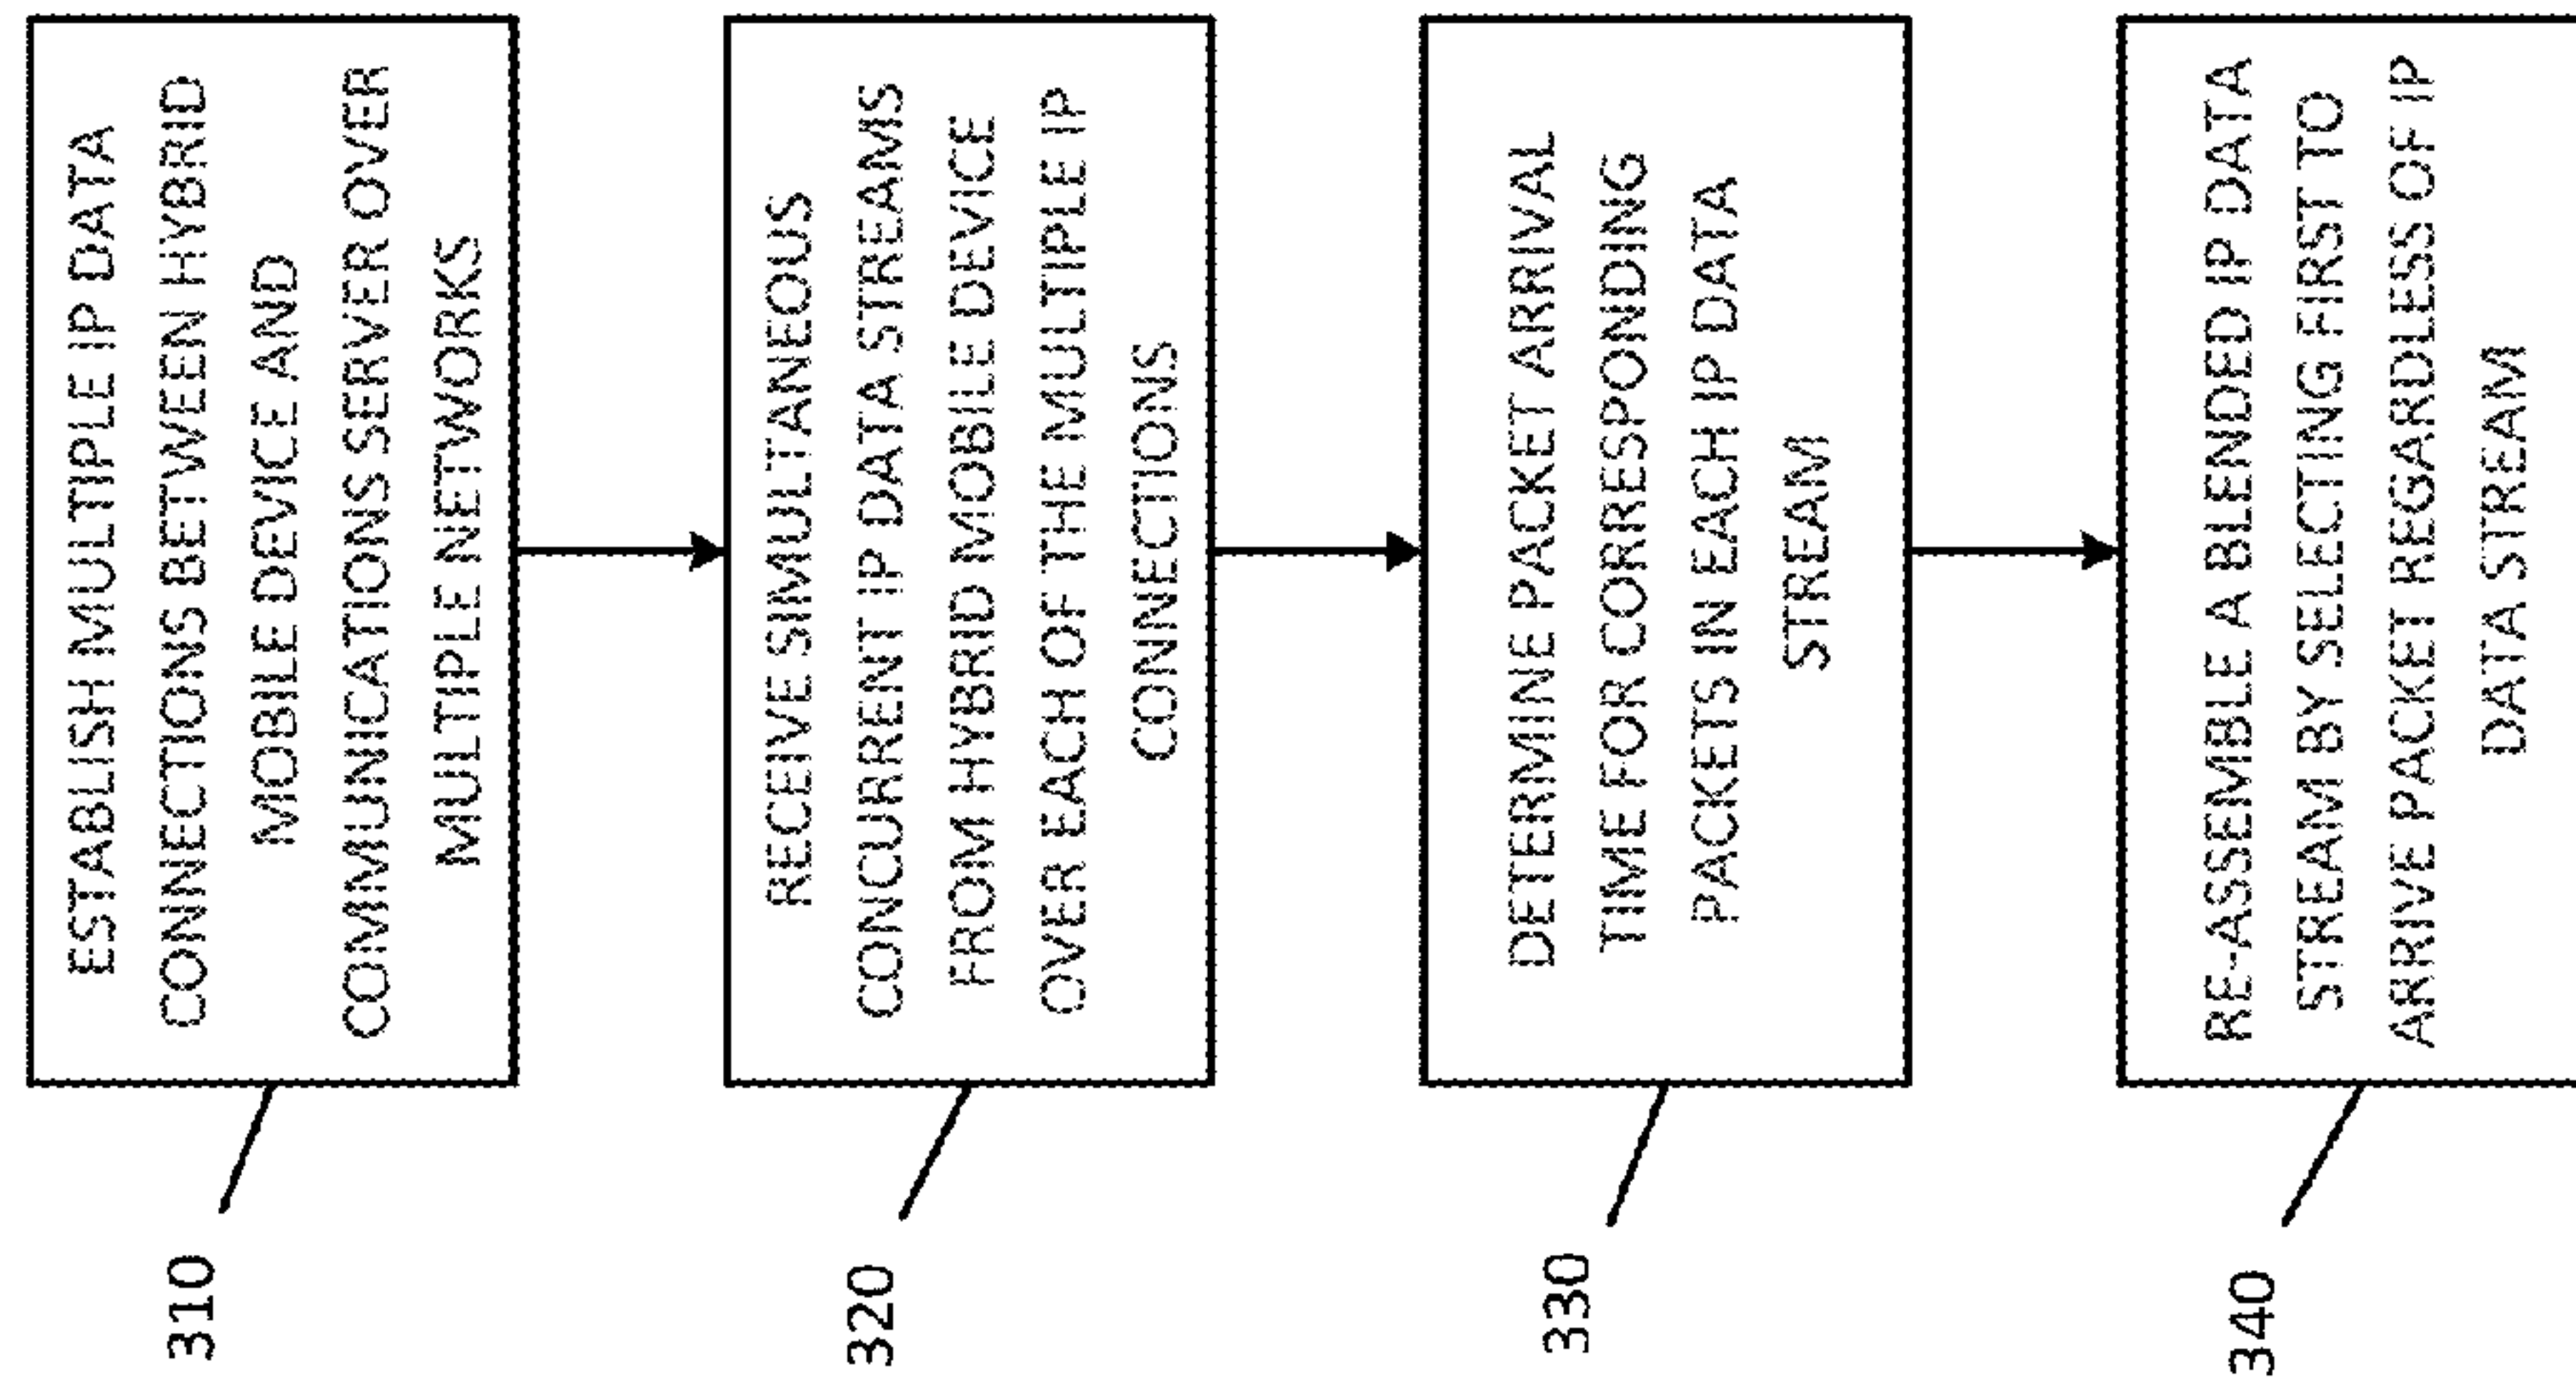 310
ESTABLISH MULTIPLE IP DATA
CONNECTIONS BETWEEN HYBRID
MOBILE DEVICE AND
COMMUNICATIONS SERVER OVER
MULTIPLE NETWORKS
320
RECEIVE SIMULTANEOUS
CONCURRENT IP DATA STREAMS
FROM HYBRID MOBILE DEVICE
OVER EACH OF THE MULTIPLE IP
CONNECTIONS
330
DETERMINE PACKET ARRIVAL
TIME FOR CORRESPONDING
PACKETS IN EACH IP DATA
STREAM
340
RE-ASSEMBLE A BLENDED IP DATA
STREAM BY SELECTING FIRST TO
ARRIVE PACKET REGARDLESS OF IP
DATA STREAM